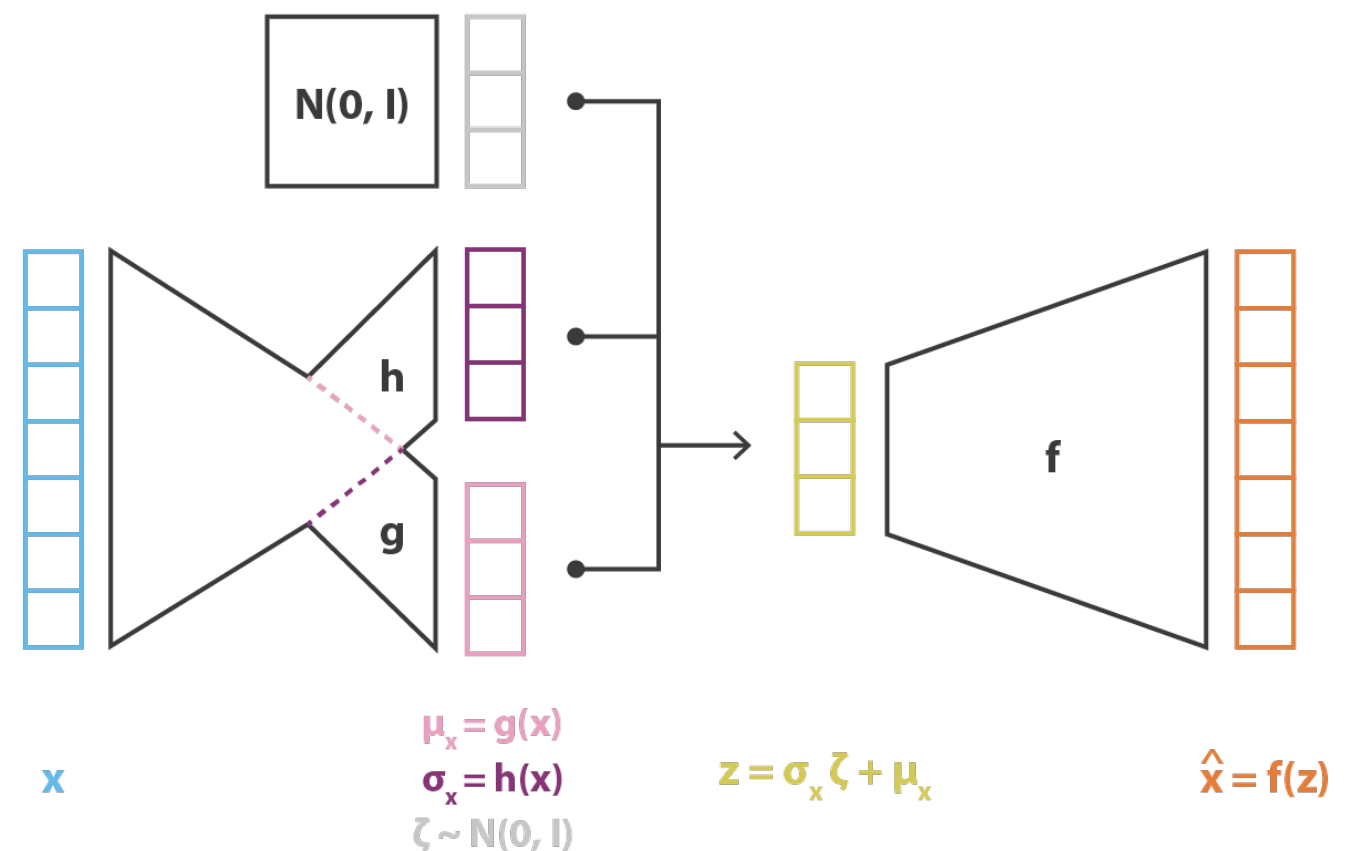 N(0, I)
h
g
f
μₓ = g(x)
σₓ = h(x)
ζ ~ N(0, I)
x
z = σₓ ζ + μₓ
x̂ = f(z)